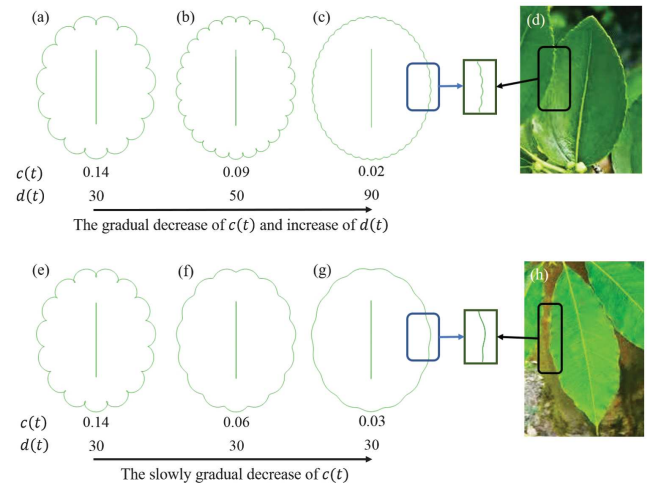 (a) (b) (c) (d)
c(t) 0.14 0.09 0.02
d(t) 30 50 90
The gradual decrease of c(t) and increase of d(t)
(e) (f) (g) (h)
c(t) 0.14 0.06 0.03
d(t) 30 30 30
The slowly gradual decrease of c(t)